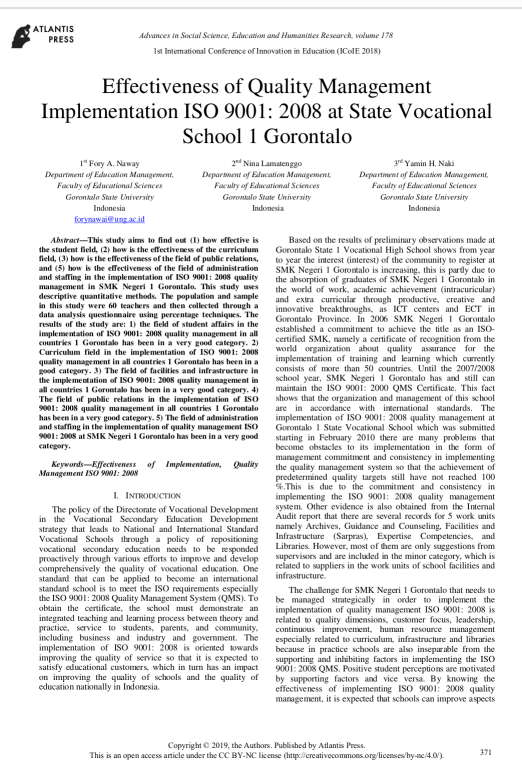 ATLANTIS
PRESS
Advances in Social Science, Education and Humanities Research, volume 178
1st International Conference of Innovation in Education (ICoIE 2018)
Effectiveness of Quality Management
Implementation ISO 9001: 2008 at State Vocational
School 1 Gorontalo
1st Fory A. Naway
Department of Education Management,
Faculty of Educational Sciences
Gorontalo State University
Indonesia
forynawai@ung.ac.id
2nd Nina Lamatenggo
Department of Education Management,
Faculty of Educational Sciences
Gorontalo State University
Indonesia
3rd Yamin H. Naki
Department of Education Management,
Faculty of Educational Sciences
Gorontalo State University
Indonesia
Abstract—This study aims to find out (1) how effective is
the student field, (2) how is the effectiveness of the curriculum
field, (3) how is the effectiveness of the field of public relations,
and (5) how is the effectiveness of the field of administration
and staffing in the implementation of ISO 9001: 2008 quality
management in SMK Negeri 1 Gorontalo. This study uses
descriptive quantitative methods. The population and sample
in this study were 60 teachers and then collected through a
data analysis questionnaire using percentage techniques. The
results of the study are: 1) the field of student affairs in the
implementation of ISO 9001: 2008 quality management in all
countries 1 Gorontalo has been in a very good category. 2)
Curriculum field in the implementation of ISO 9001: 2008
quality management in all countries 1 Gorontalo has been in a
good category. 3) The field of facilities and infrastructure in
the implementation of ISO 9001: 2008 quality management in
all countries 1 Gorontalo has been in a very good category. 4)
The field of public relations in the implementation of ISO
9001: 2008 quality management in all countries 1 Gorontalo
has been in a very good category. 5) The field of administration
and staffing in the implementation of quality management ISO
9001: 2008 at SMK Negeri 1 Gorontalo has been in a very good
category.
Keywords—Effectiveness of Implementation, Quality
Management ISO 9001: 2008
I. INTRODUCTION
The policy of the Directorate of Vocational Development
in the Vocational Secondary Education Development
strategy that leads to National and International Standard
Vocational Schools through a policy of repositioning
vocational secondary education needs to be responded
proactively through various efforts to improve and develop
comprehensively the quality of vocational education. One
standard that can be applied to become an international
standard school is to meet the ISO requirements especially
the ISO 9001: 2008 Quality Management System (QMS). To
obtain the certificate, the school must demonstrate an
integrated teaching and learning process between theory and
practice, service to students, parents, and community,
including business and industry and government. The
implementation of ISO 9001: 2008 is oriented towards
improving the quality of service so that it is expected to
satisfy educational customers, which in turn has an impact
on improving the quality of schools and the quality of
education nationally in Indonesia.
Based on the results of preliminary observations made at
Gorontalo State 1 Vocational High School shows from year
to year the interest (interest) of the community to register at
SMK Negeri 1 Gorontalo is increasing, this is partly due to
the absorption of graduates of SMK Negeri 1 Gorontalo in
the world of work, academic achievement (intracuricular)
and extra curricular through productive, creative and
innovative breakthroughs, as ICT centers and ECT in
Gorontalo Province. In 2006 SMK Negeri 1 Gorontalo
established a commitment to achieve the title as an ISO-
certified SMK, namely a certificate of recognition from the
world organization about quality assurance for the
implementation of training and learning which currently
consists of more than 50 countries. Until the 2007/2008
school year, SMK Negeri 1 Gorontalo has and still can
maintain the ISO 9001: 2000 QMS Certificate. This fact
shows that the organization and management of this school
are in accordance with international standards. The
implementation of ISO 9001: 2008 quality management at
Gorontalo 1 State Vocational School which was submitted
starting in February 2010 there are many problems that
become obstacles to its implementation in the form of
management commitment and consistency in implementing
the quality management system so that the achievement of
predetermined quality targets still have not reached 100
%.This is due to the commitment and consistency in
implementing the ISO 9001: 2008 quality management
system. Other evidence is also obtained from the Internal
Audit report that there are several records for 5 work units
namely Archives, Guidance and Counseling, Facilities and
Infrastructure (Sarpras), Expertise Competencies, and
Libraries. However, most of them are only suggestions from
supervisors and are included in the minor category, which is
related to suppliers in the work units of school facilities and
infrastructure.
The challenge for SMK Negeri 1 Gorontalo that needs to
be managed strategically in order to implement the
implementation of quality management ISO 9001: 2008 is
related to quality dimensions, customer focus, leadership,
continuous improvement, human resource management
especially related to curriculum, infrastructure and libraries
because in practice schools are also inseparable from the
supporting and inhibiting factors in implementing the ISO
9001: 2008 QMS. Positive student perceptions are motivated
by supporting factors and vice versa. By knowing the
effectiveness of implementing ISO 9001: 2008 quality
management, it is expected that schools can improve aspects
Copyright © 2019, the Authors. Published by Atlantis Press.
This is an open access article under the CC BY-NC license (http://creativecommons.org/licenses/by-nc/4.0/).
371